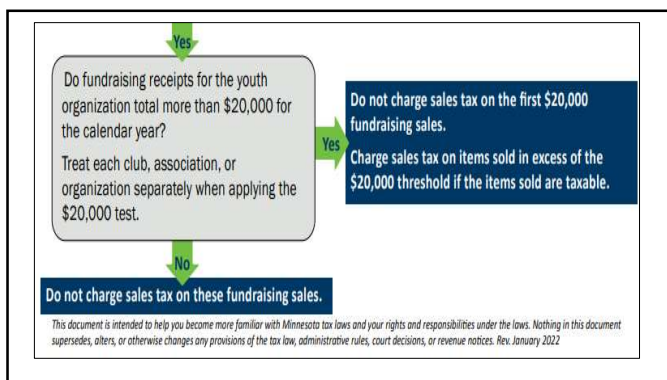 Yes
Do fundraising receipts for the youth
organization total more than $20,000 for
the calendar year?
Treat each club, association, or
organization separately when applying the
$20,000 test.
Yes
Do not charge sales tax on the first $20,000
fundraising sales.
Charge sales tax on items sold in excess of the
$20,000 threshold if the items sold are taxable.
No
Do not charge sales tax on these fundraising sales.
This document is intended to help you become more familiar with Minnesota tax laws and your rights and responsibilities under the laws. Nothing in this document
supersedes, alters, or otherwise changes any provisions of the tax law, administrative rules, court decisions, or revenue notices. Rev. January 2022